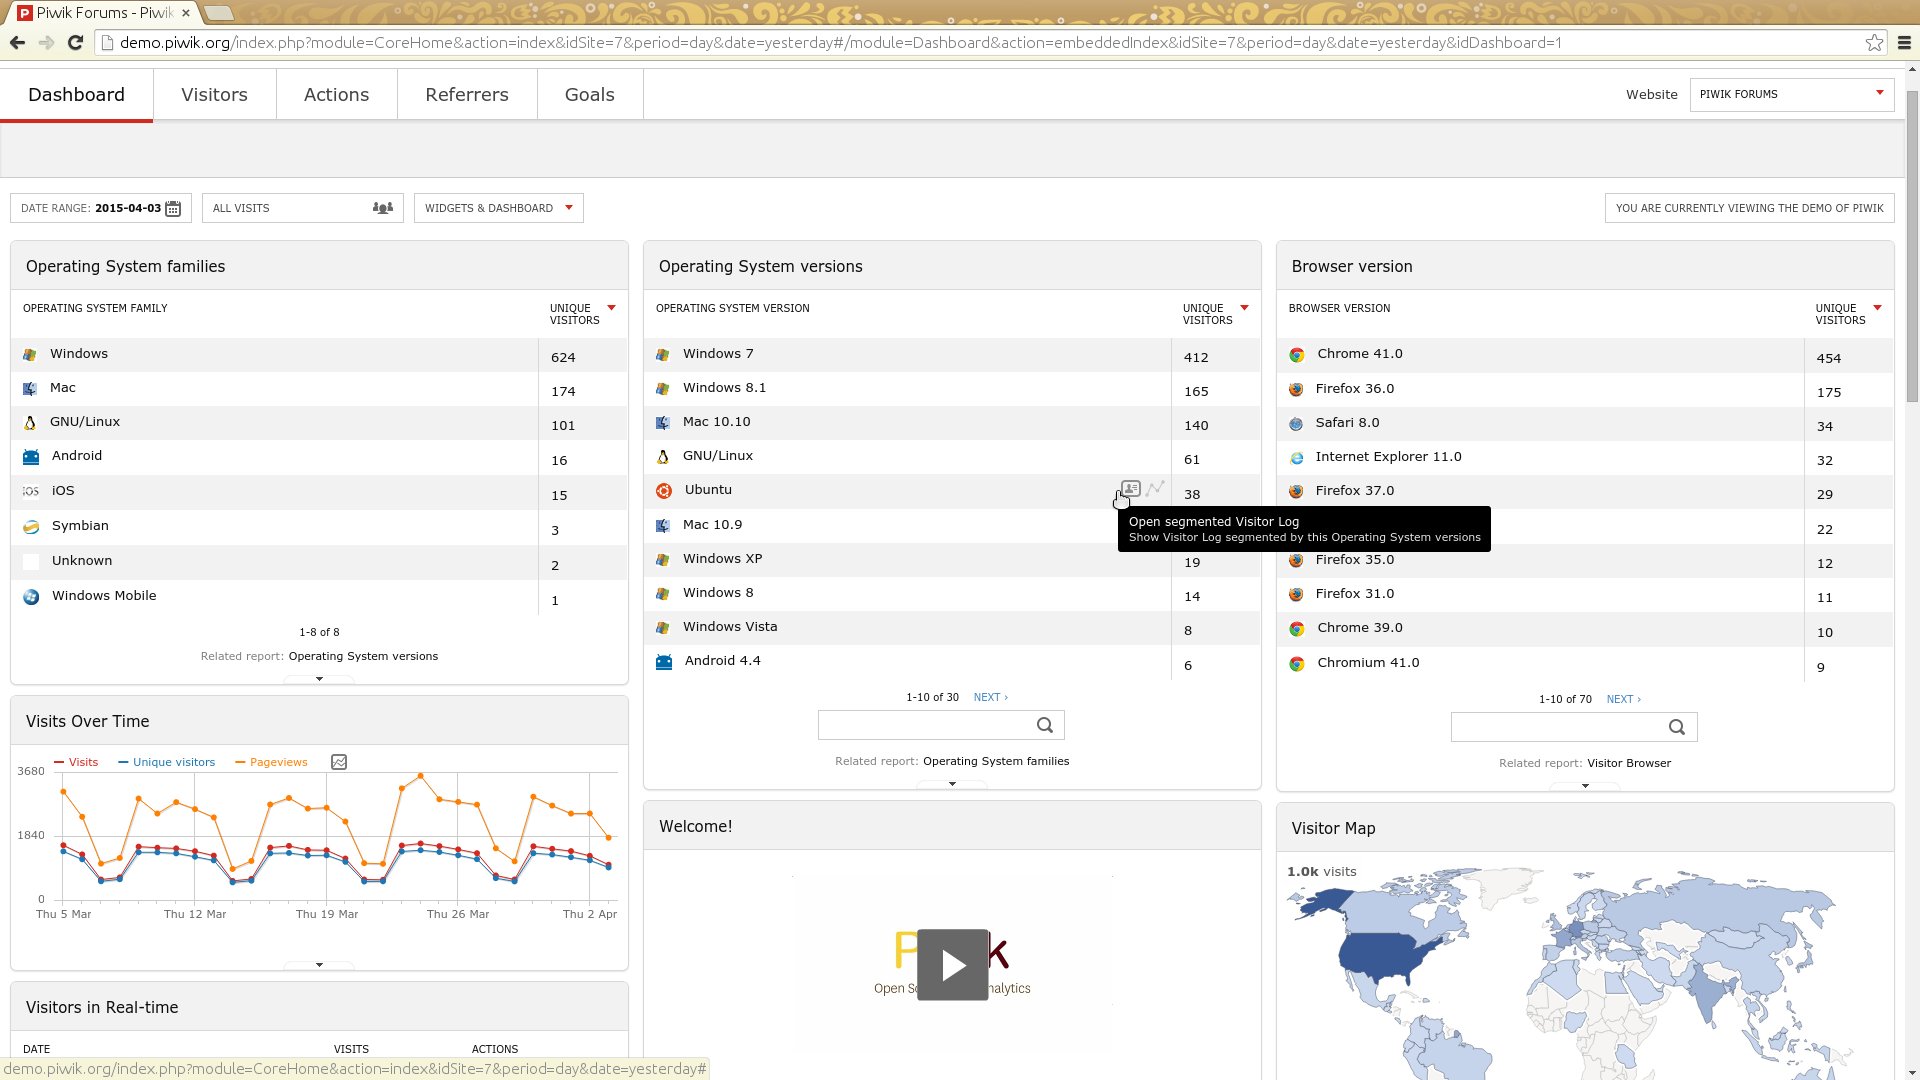 Piwik Forums - Piwik
demo.piwik.org/index.php?module=CoreHome&action=index&idSite=7&period=day&date=yesterday#/module=Dashboard&action=embeddedIndex&idSite=7&period=day&date=yesterday&idDashboard=1
Dashboard Visitors Actions Referrers Goals Website PIWIK FORUMS
DATE RANGE: 2015-04-03 ALL VISITS WIDGETS & DASHBOARD YOU ARE CURRENTLY VIEWING THE DEMO OF PIWIK
Operating System families
OPERATING SYSTEM FAMILY UNIQUE VISITORS
Windows 624
Mac 174
GNU/Linux 101
Android 16
iOS iOS 15
Symbian 3
Unknown 2
Windows Mobile 1
1-8 of 8
Related report: Operating System versions
Visits Over Time
Visits Unique visitors Pageviews
3680
1840
0
Thu 5 Mar Thu 12 Mar Thu 19 Mar Thu 26 Mar Thu 2 Apr
Visitors in Real-time
DATE VISITS ACTIONS
Operating System versions
OPERATING SYSTEM VERSION UNIQUE VISITORS
Windows 7 412
Windows 8.1 165
Mac 10.10 140
GNU/Linux 61
Ubuntu 38
Open segmented Visitor Log
Show Visitor Log segmented by this Operating System versions
Mac 10.9
Windows XP 19
Windows 8 14
Windows Vista 8
Android 4.4 6
1-10 of 30 NEXT ›
Related report: Operating System families
Welcome!
P k
Open S nalytics
Browser version
BROWSER VERSION UNIQUE VISITORS
Chrome 41.0 454
Firefox 36.0 175
Safari 8.0 34
Internet Explorer 11.0 32
Firefox 37.0 29
22
Firefox 35.0 12
Firefox 31.0 11
Chrome 39.0 10
Chromium 41.0 9
1-10 of 70 NEXT ›
Related report: Visitor Browser
Visitor Map
1.0k visits
demo.piwik.org/index.php?module=CoreHome&action=index&idSite=7&period=day&date=yesterday#